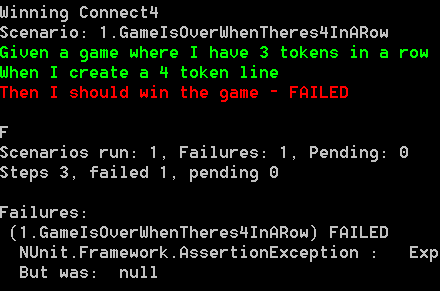 Winning Connect4
Scenario: 1.GameIsOverWhenTheres4InARow
Given a game where I have 3 tokens in a row
When I create a 4 token line
Then I should win the game - FAILED
F
Scenarios run: 1, Failures: 1, Pending: 0
Steps 3, failed 1, pending 0
Failures:
(1.GameIsOverWhenTheres4InARow) FAILED
NUnit.Framework.AssertionException :   Exp
But was:  null